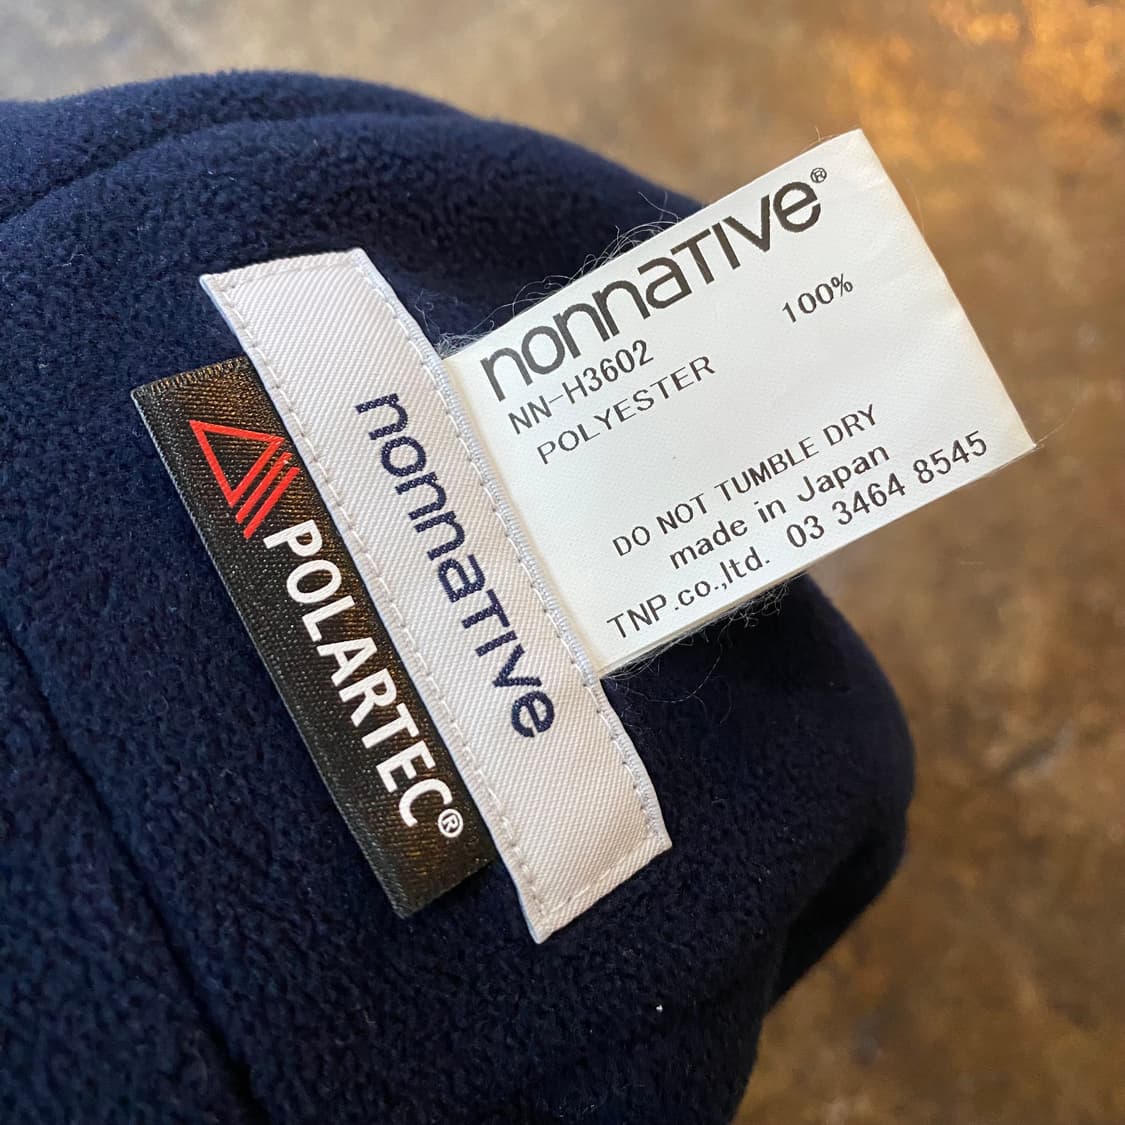 nonnative®
NN-H3602
POLYESTER 100%
DO NOT TUMBLE DRY
made in Japan
TNP.co.,ltd. 03 3464 8545
nonnative
POLARTEC®